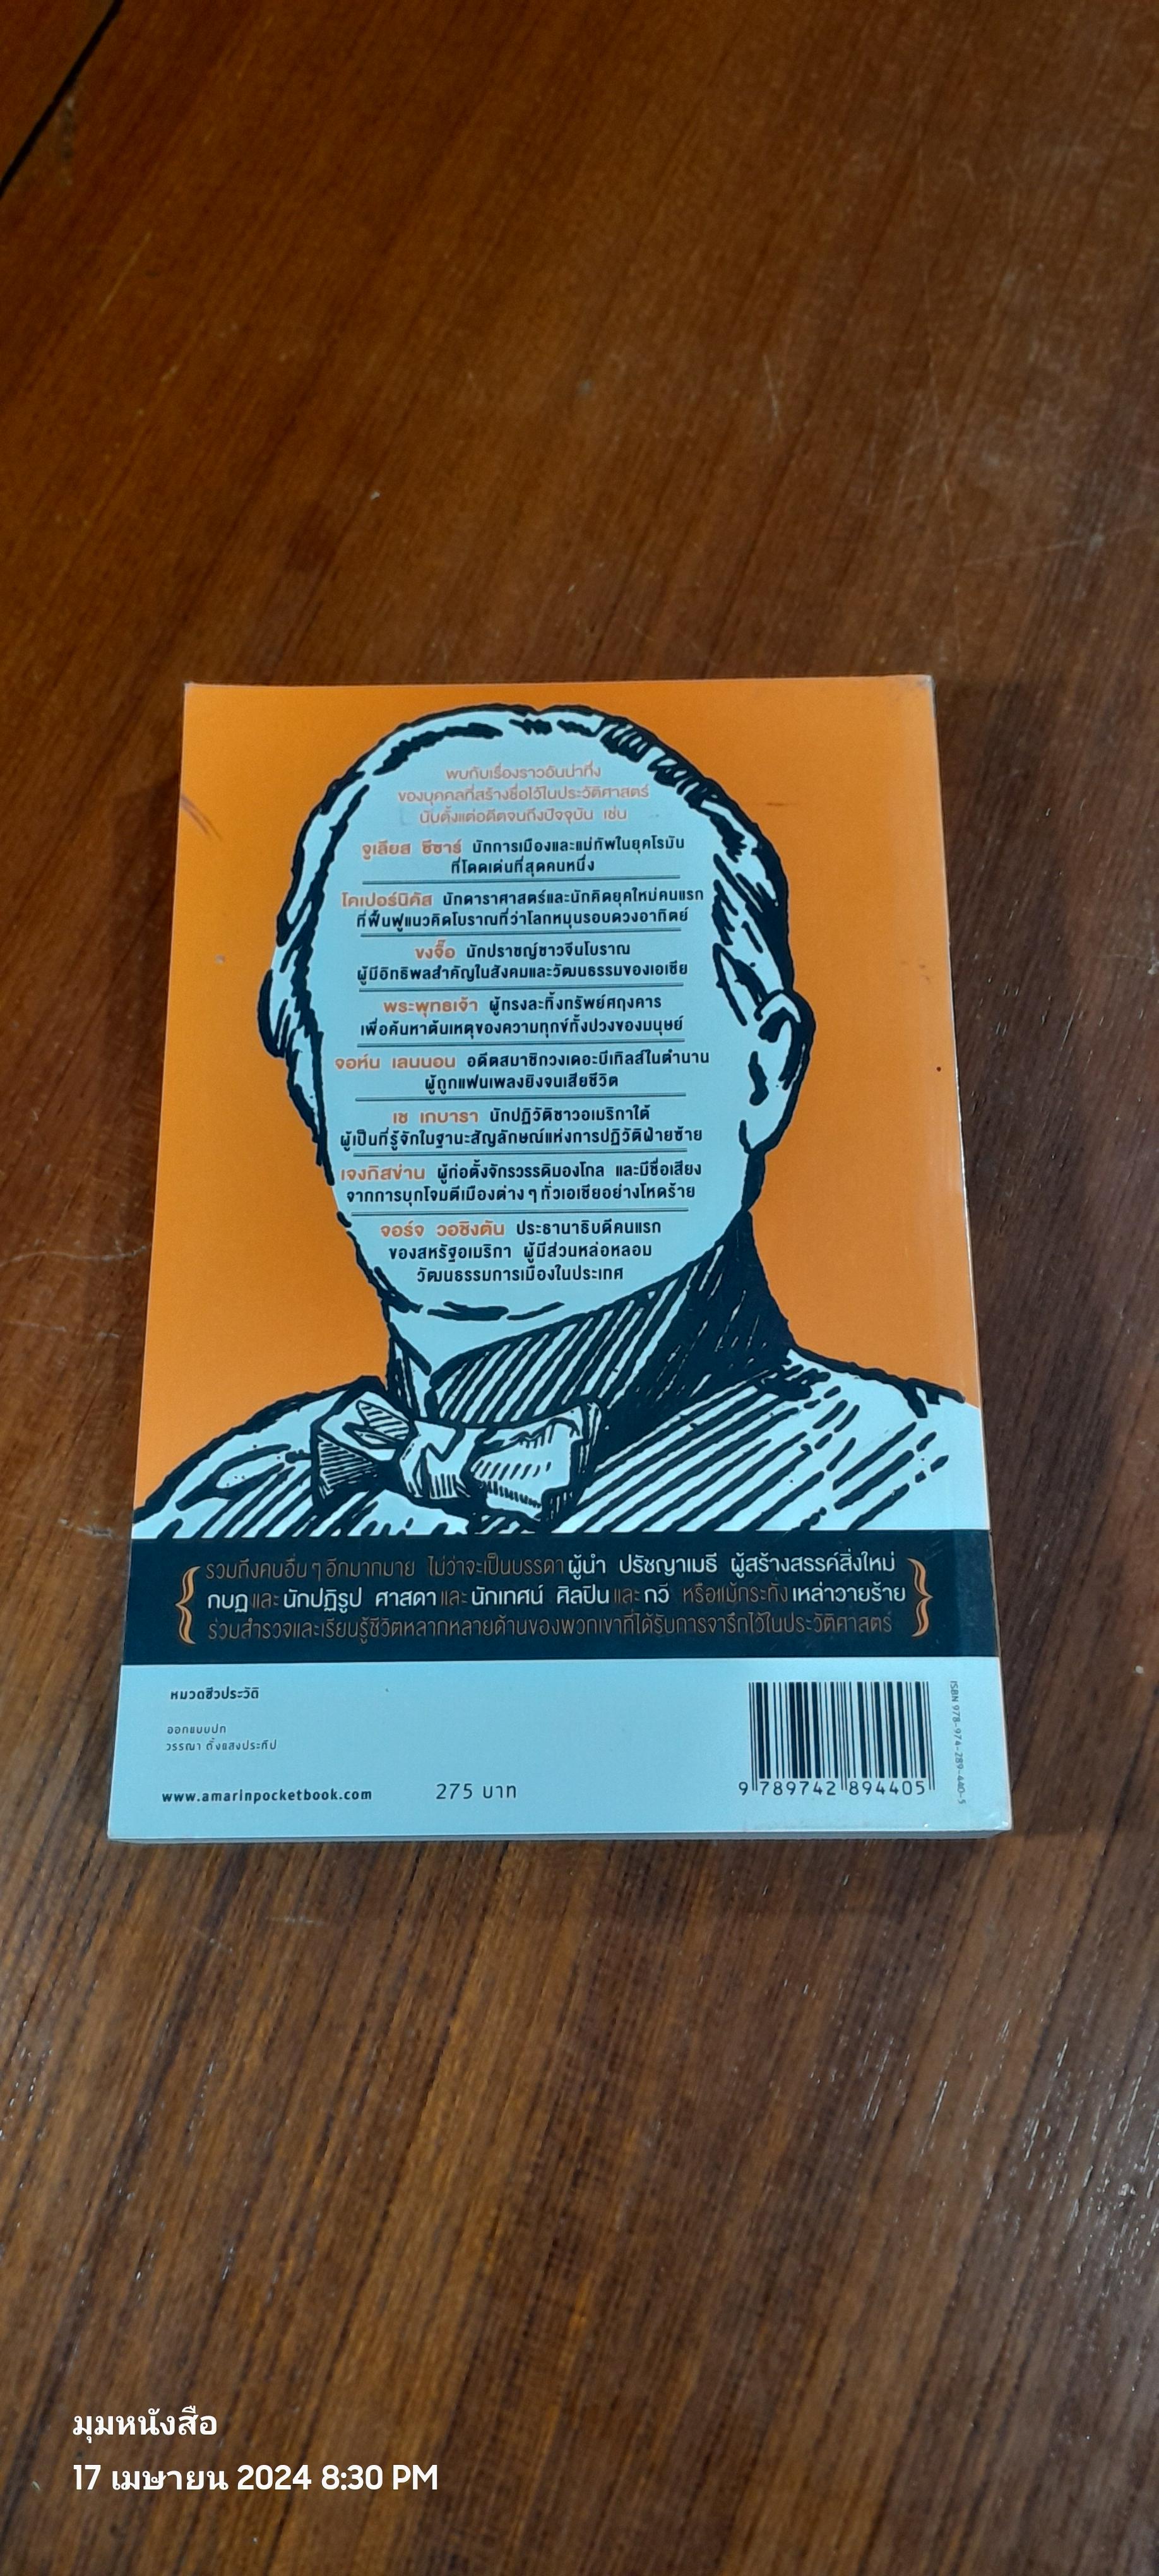 พบกับเรื่องราวอันน่าทึ่ง
ของบุคคลที่สร้างชื่อไว้ในประวัติศาสตร์
นับตั้งแต่อดีตจนถึงปัจจุบัน เช่น
จูเลียส ซีซาร์ นักการเมืองและแม่ทัพในยุคโรมัน
ที่โดดเด่นที่สุดคนหนึ่ง
โคเปอร์นิคัส นักดาราศาสตร์และนักคิดยุคใหม่คนแรก
ที่ฟื้นฟูแนวคิดโบราณที่ว่าโลกหมุนรอบดวงอาทิตย์
ขงจื๊อ นักปราชญ์ชาวจีนโบราณ
ผู้มีอิทธิพลสำคัญในสังคมและวัฒนธรรมของเอเชีย
พระพุทธเจ้า ผู้ทรงละทิ้งทรัพย์ศฤงคาร
เพื่อค้นหาต้นเหตุของความทุกข์ทั้งปวงของมนุษย์
จอห์น เลนนอน อดีตสมาชิกวงเดอะบีเทิลส์ในตำนาน
ผู้ถูกแฟนเพลงยิงจนเสียชีวิต
เช เกบารา นักปฏิวัติชาวอเมริกาใต้
ผู้เป็นที่รู้จักในฐานะสัญลักษณ์แห่งการปฏิวัติฝ่ายซ้าย
เจงกิสข่าน ผู้ก่อตั้งจักรวรรดิมองโกล และมีชื่อเสียง
จากการบุกโจมตีเมืองต่าง ๆ ทั่วเอเชียอย่างโหดร้าย
จอร์จ วอชิงตัน ประธานาธิบดีคนแรก
ของสหรัฐอเมริกา ผู้มีส่วนหล่อหลอม
วัฒนธรรมการเมืองในประเทศ
{รวมถึงคนอื่น ๆ อีกมากมาย ไม่ว่าจะเป็นบรรดาผู้นำ ปรัชญาเมธี ผู้สร้างสรรค์สิ่งใหม่
กบฏและนักปฏิรูป ศาสดาและนักเทศน์ ศิลปินและกวี หรือแม้กระทั่งเหล่าวายร้าย
ร่วมสำรวจและเรียนรู้ชีวิตหลากหลายด้านของพวกเขาที่ได้รับการจารึกไว้ในประวัติศาสตร์}
หมวดชีวประวัติ
ออกแบบปก
วรรณา ตั้งแสงประทีป
www.amarinpocketbook.com
275 บาท
9 789742 894405
ISBN 978-974-289-440-5
มุมหนังสือ
17 เมษายน 2024 8:30 PM